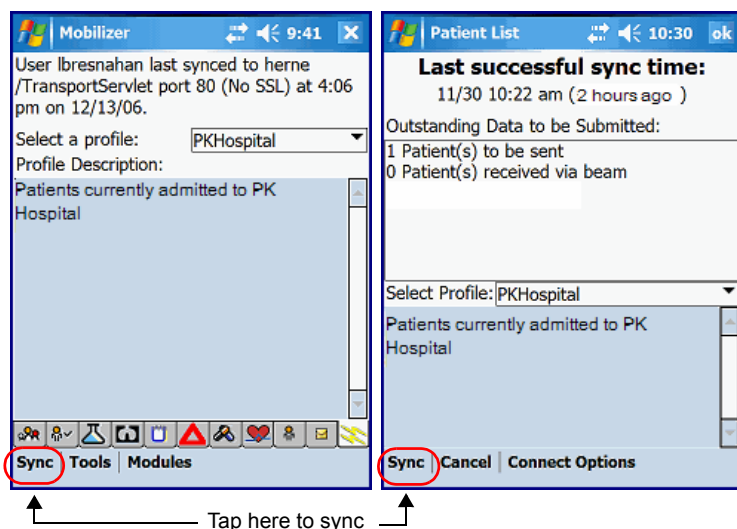 Mobilizer 9:41
User lbresnahan last synced to herne
/TransportServlet port 80 (No SSL) at 4:06
pm on 12/13/06.
Select a profile: PKHospital
Profile Description:
Patients currently admitted to PK
Hospital
Sync Tools Modules
Patient List 10:30 ok
Last successful sync time:
11/30 10:22 am (2 hours ago )
Outstanding Data to be Submitted:
1 Patient(s) to be sent
0 Patient(s) received via beam
Select Profile: PKHospital
Patients currently admitted to PK
Hospital
Sync Cancel Connect Options
Tap here to sync